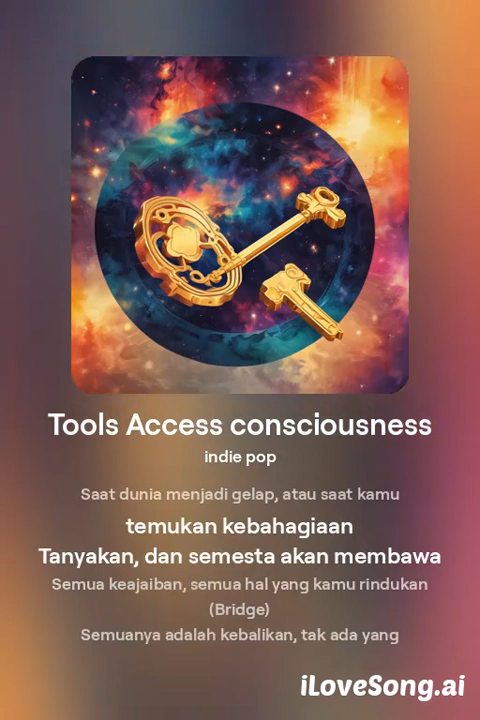 Tools Access consciousness
indie pop
Saat dunia menjadi gelap, atau saat kamu
temukan kebahagiaan
Tanyakan, dan semesta akan membawa
Semua keajaiban, semua hal yang kamu rindukan
(Bridge)
Semuanya adalah kebalikan, tak ada yang
iLoveSong.ai